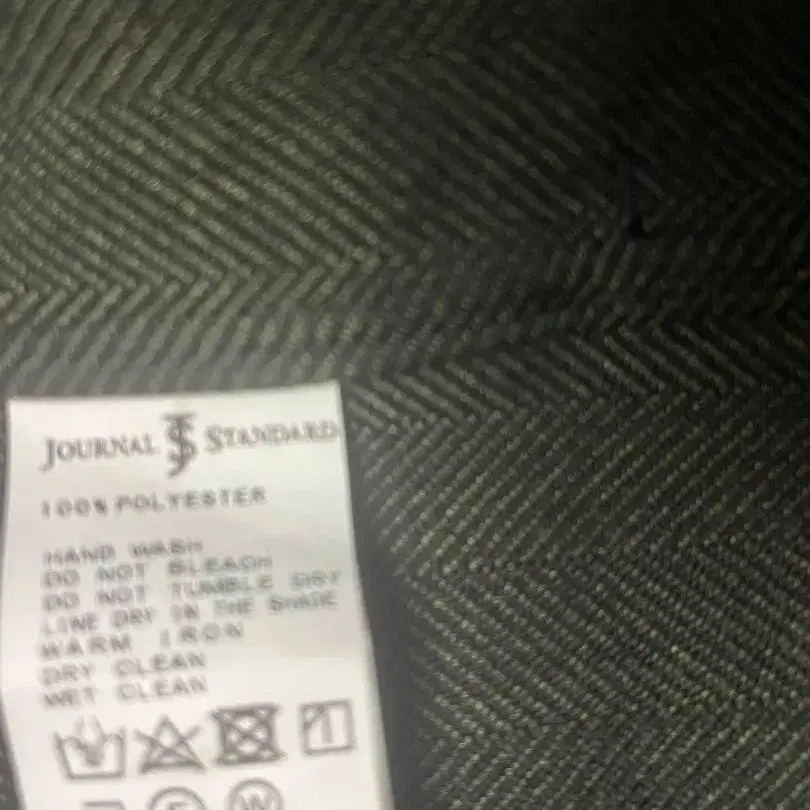 JOURNAL JS STANDARD
100% POLYESTER
HAND WASH
DO NOT BLEACH
DO NOT TUMBLE DRY
LINE DRY IN THE SHADE
WARM IRON
DRY CLEAN
WET CLEAN
W